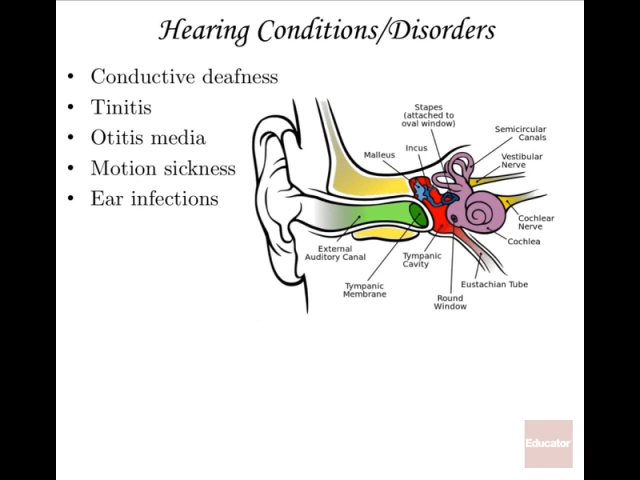 Hearing Conditions/Disorders
• Conductive deafness
• Tinitis
• Otitis media
• Motion sickness
• Ear infections
Stapes
(attached to
oval window)
Semicircular
Canals
Incus
Malleus
Vestibular
Nerve
Cochlear
Nerve
Cochlea
External
Auditory Canal
Tympanic
Cavity
Eustachian Tube
Tympanic
Membrane
Round
Window
Educator